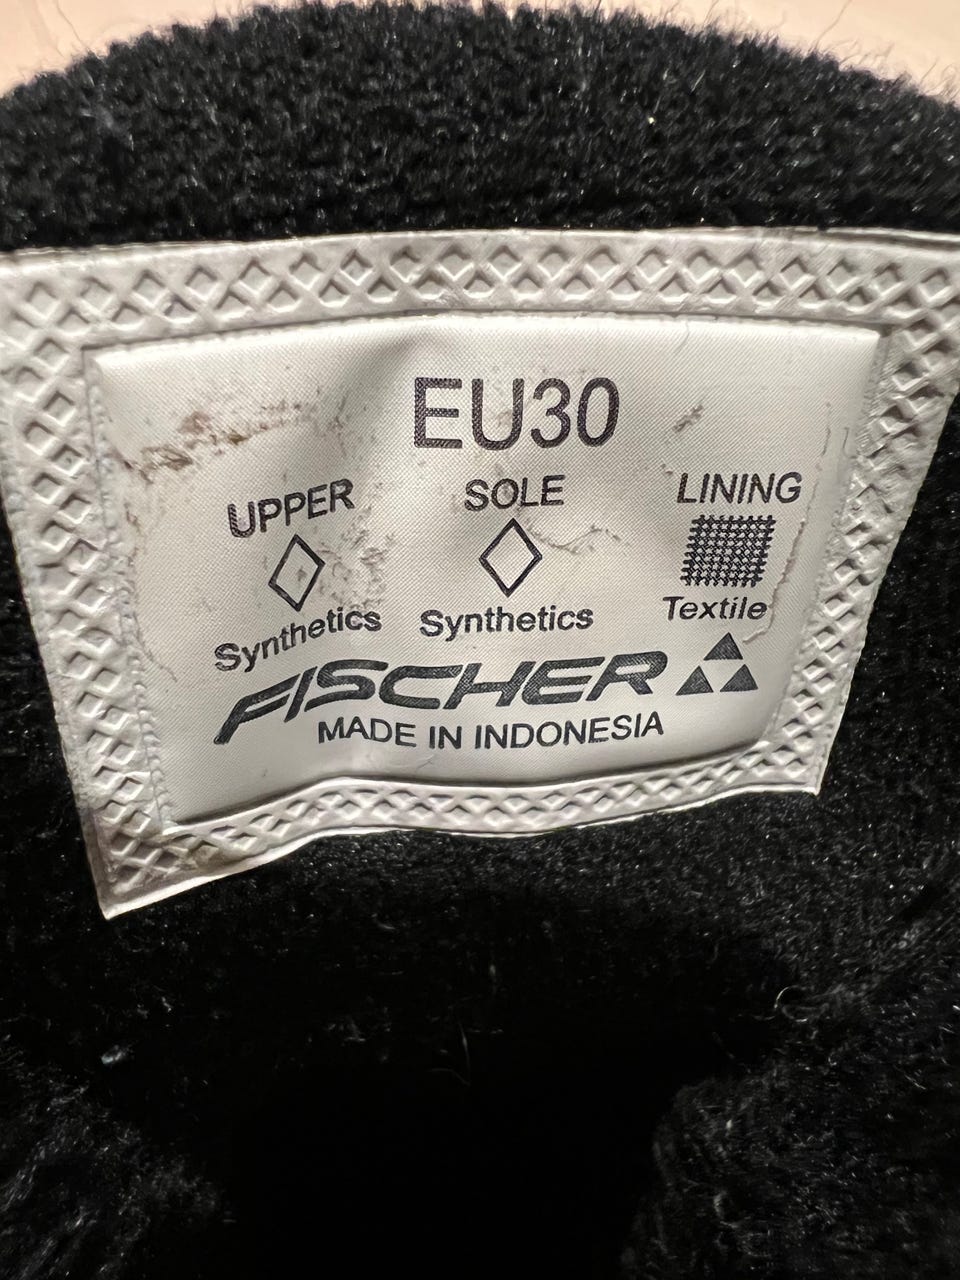 EU30
UPPER SOLE LINING
Synthetics Synthetics Textile
FISCHER
MADE IN INDONESIA